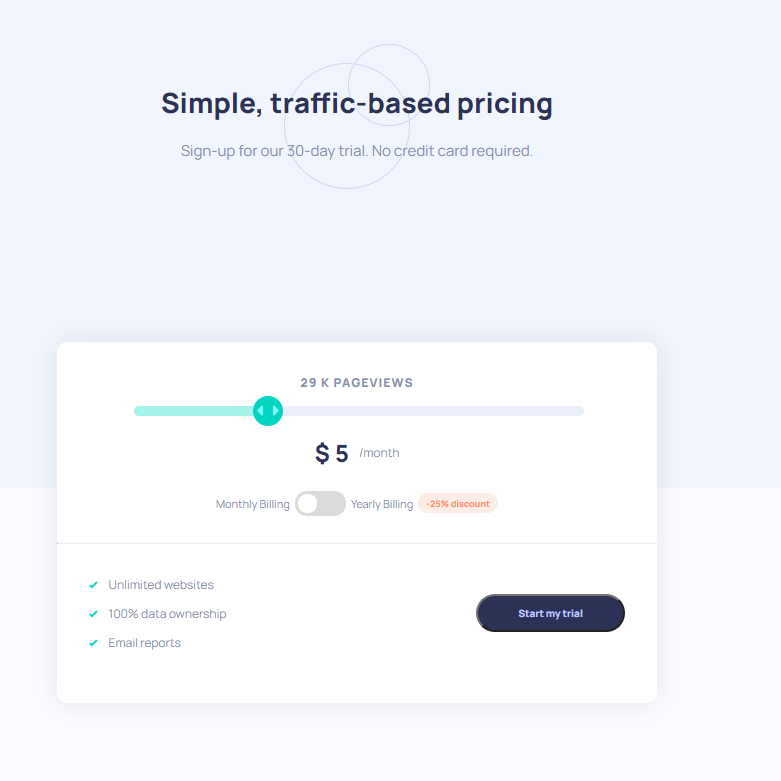 Simple, traffic-based pricing
Sign-up for our 30-day trial. No credit card required.
29 K PAGEVIEWS
$ 5 /month
Monthly Billing Yearly Billing -25% discount
Unlimited websites
100% data ownership
Email reports
Start my trial